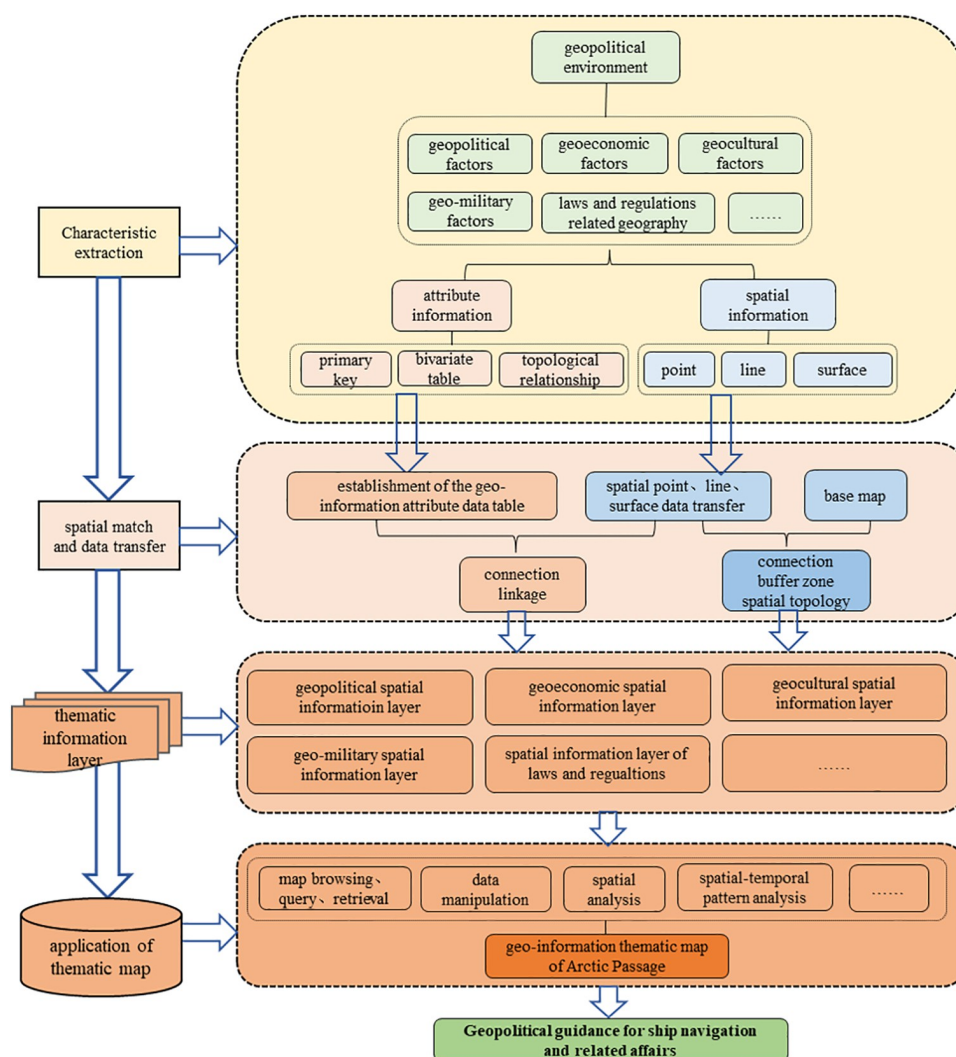 geopolitical
environment
geopolitical
factors
geoeconomic
factors
geocultural
factors
geo-military
factors
laws and regulations
related geography
……
Characteristic
extraction
attribute
information
spatial
information
primary
key
bivariate
table
topological
relationship
point
line
surface
spatial match
and data transfer
establishment of the geo-
information attribute data table
spatial point、line、
surface data transfer
base map
connection
linkage
connection
buffer zone
spatial topology
thematic
information
layer
geopolitical spatial
informatioin layer
geoeconomic spatial
information layer
geocultural spatial
information layer
geo-military spatial
information layer
spatial information layer of
laws and regualtions
……
application of
thematic map
map browsing、
query、retrieval
data
manipulation
spatial
analysis
spatial-temporal
pattern analysis
……
geo-information thematic map
of Arctic Passage
Geopolitical guidance for ship navigation
and related affairs